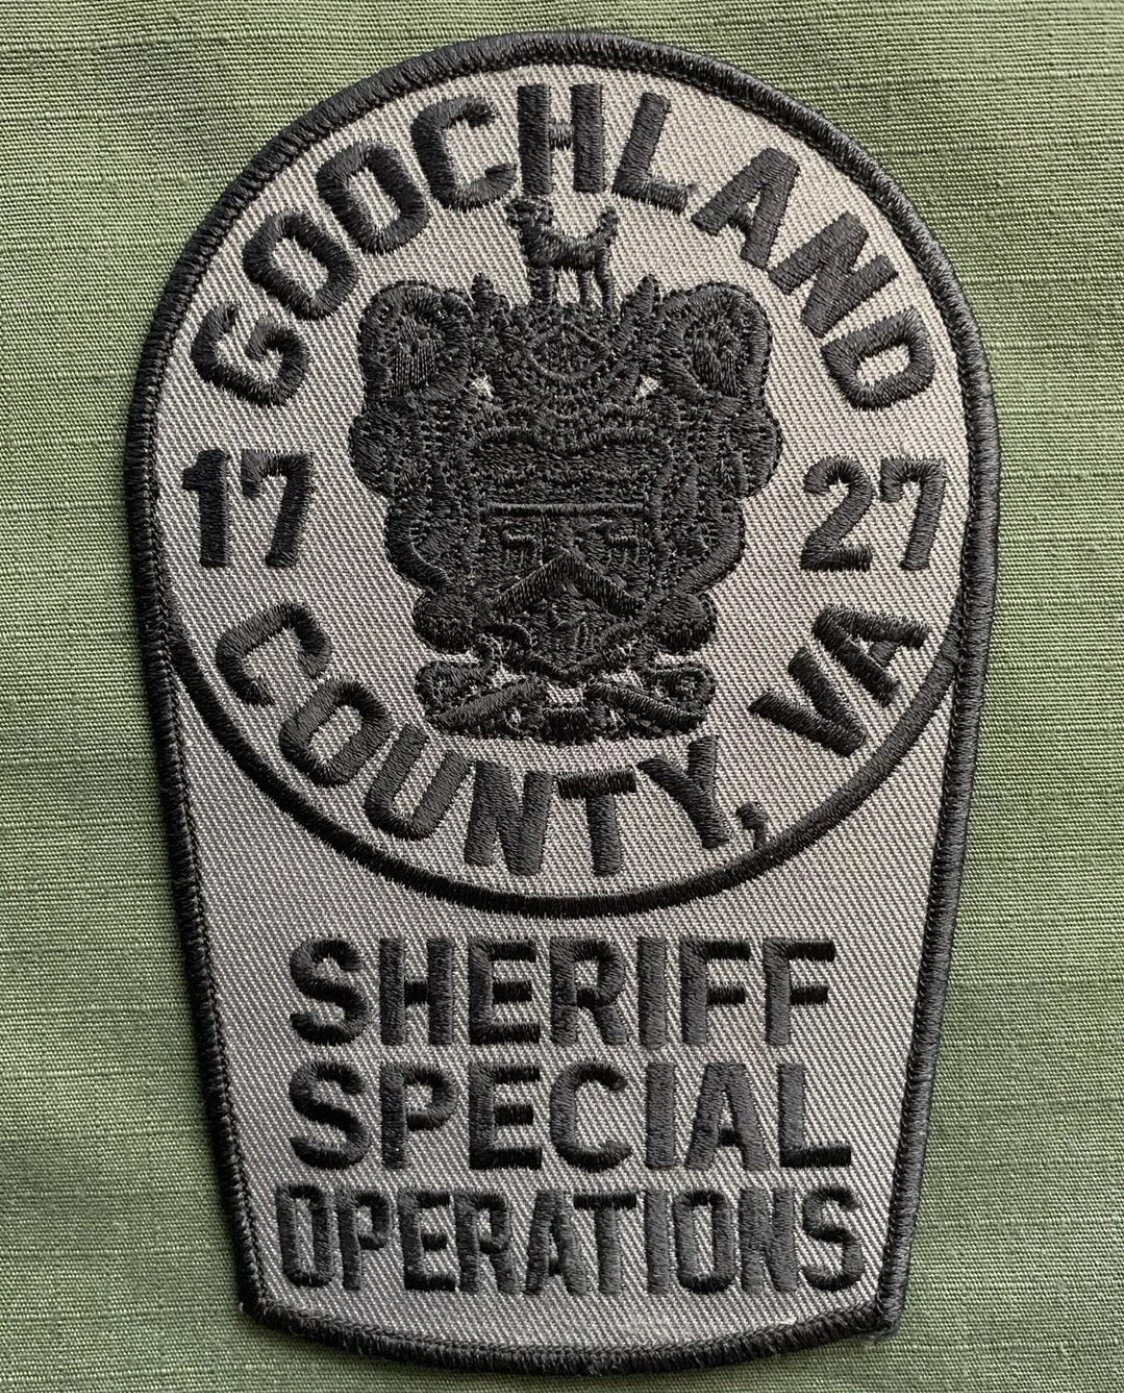 GOOCHLAND
17 27
COUNTY, VA
SHERIFF
SPECIAL
OPERATIONS